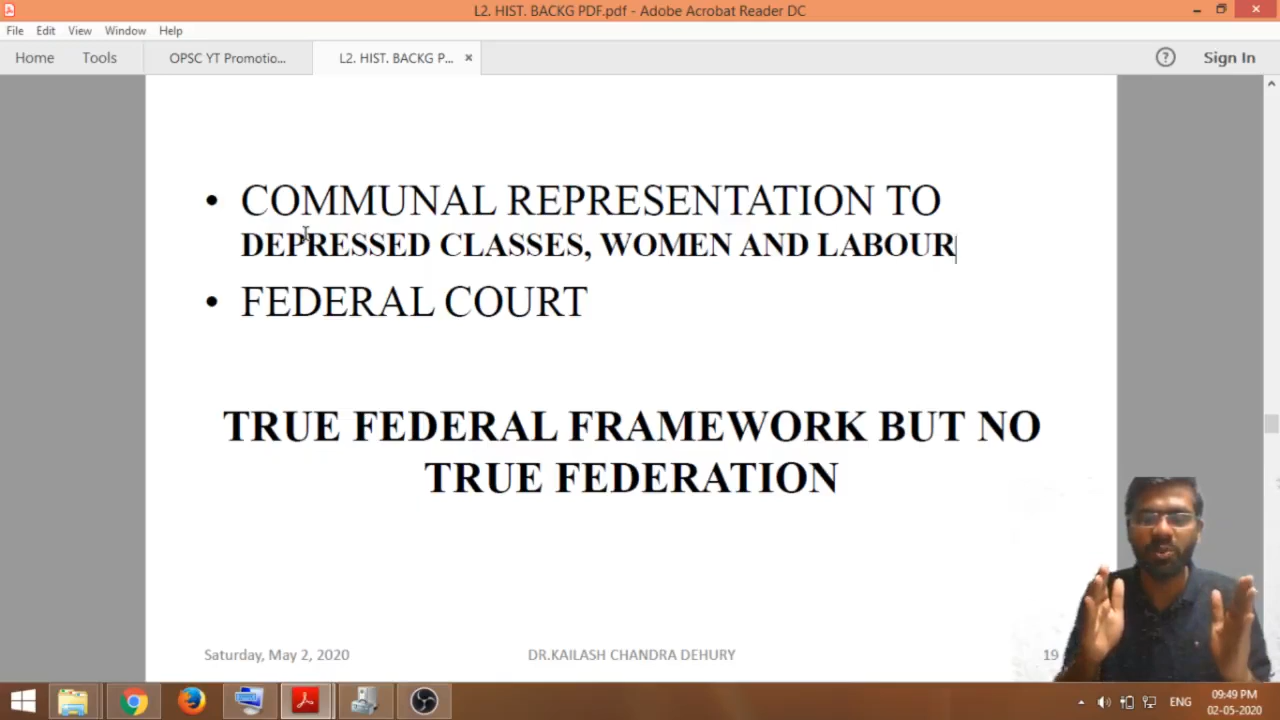 L2. HIST. BACKG PDF.pdf - Adobe Acrobat Reader DC
File Edit View Window Help
Home Tools OPSC YT Promotio... L2. HIST. BACKG P... Sign In
• COMMUNAL REPRESENTATION TO
DEPRESSED CLASSES, WOMEN AND LABOUR
• FEDERAL COURT
TRUE FEDERAL FRAMEWORK BUT NO
TRUE FEDERATION
Saturday, May 2, 2020 DR.KAILASH CHANDRA DEHURY 19
ENG 09:49 PM
02-05-2020